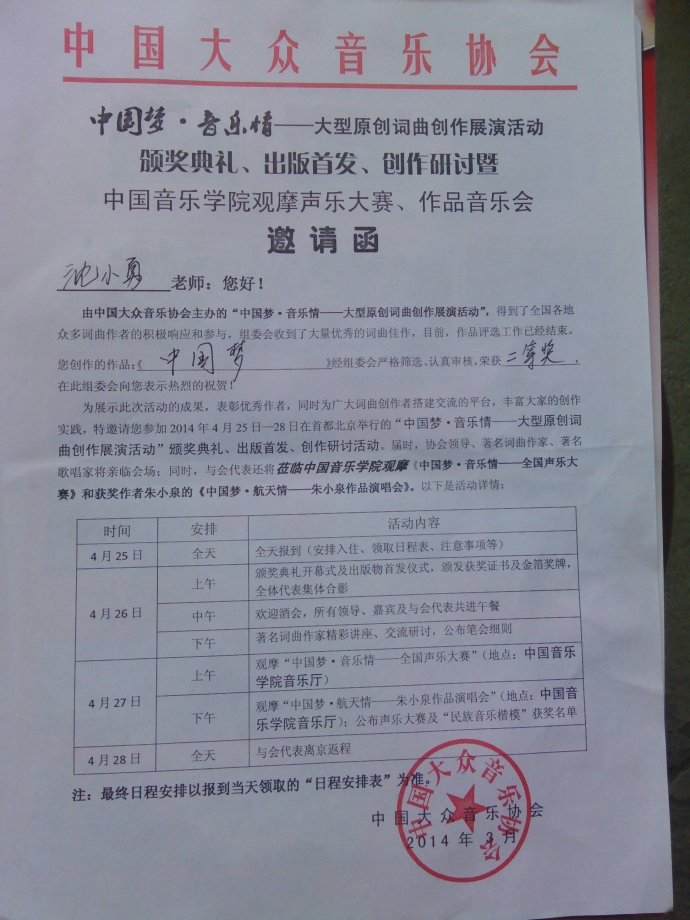 中国大众音乐协会
中国梦·音乐情——大型原创词曲创作展演活动
颁奖典礼、出版首发、创作研讨暨
中国音乐学院观摩声乐大赛、作品音乐会
邀请函
沈小勇 老师：您好！
由中国大众音乐协会主办的“中国梦·音乐情——大型原创词曲创作展演活动”，得到了全国各地
众多词曲作者的积极响应和参与，组委会收到了大量优秀的词曲佳作，目前，作品评选工作已经结束。
您创作的作品：《 中国梦 》经组委会严格筛选、认真审核，荣获 二等奖 ，
在此组委会向您表示热烈的祝贺！
为展示此次活动的成果，表彰优秀作者，同时为广大词曲创作者搭建交流的平台，丰富大家的创作
实践，特邀请您参加 2014 年 4 月 25 日—28 日在首都北京举行的“中国梦·音乐情——大型原创词
曲创作展演活动”颁奖典礼、出版首发、创作研讨活动。届时，协会领导、著名词曲作家、著名
歌唱家将亲临会场；同时，与会代表还将莅临中国音乐学院观摩《中国梦·音乐情——全国声乐大
赛》和获奖作者朱小泉的《中国梦·航天情——朱小泉作品演唱会》。以下是活动详情：
时间 安排 活动内容
4 月 25 日 全天 全天报到（安排入住、领取日程表、注意事项等）
4 月 26 日 上午 颁奖典礼开幕式及出版物首发仪式，颁发获奖证书及金箔奖牌，
全体代表集体合影
中午 欢迎酒会，所有领导、嘉宾及与会代表共进午餐
下午 著名词曲作家精彩讲座、交流研讨，公布笔会细则
4 月 27 日 上午 观摩“中国梦·音乐情——全国声乐大赛”（地点：中国音乐
学院音乐厅）
下午 观摩“中国梦·航天情——朱小泉作品演唱会”（地点：中国音
乐学院音乐厅）；公布声乐大赛及“民族音乐楷模”获奖名单
4 月 28 日 全天 与会代表离京返程
注：最终日程安排以报到当天领取的“日程安排表”为准。
中国大众音乐协会
2014 年 3 月
中国大众音乐协会